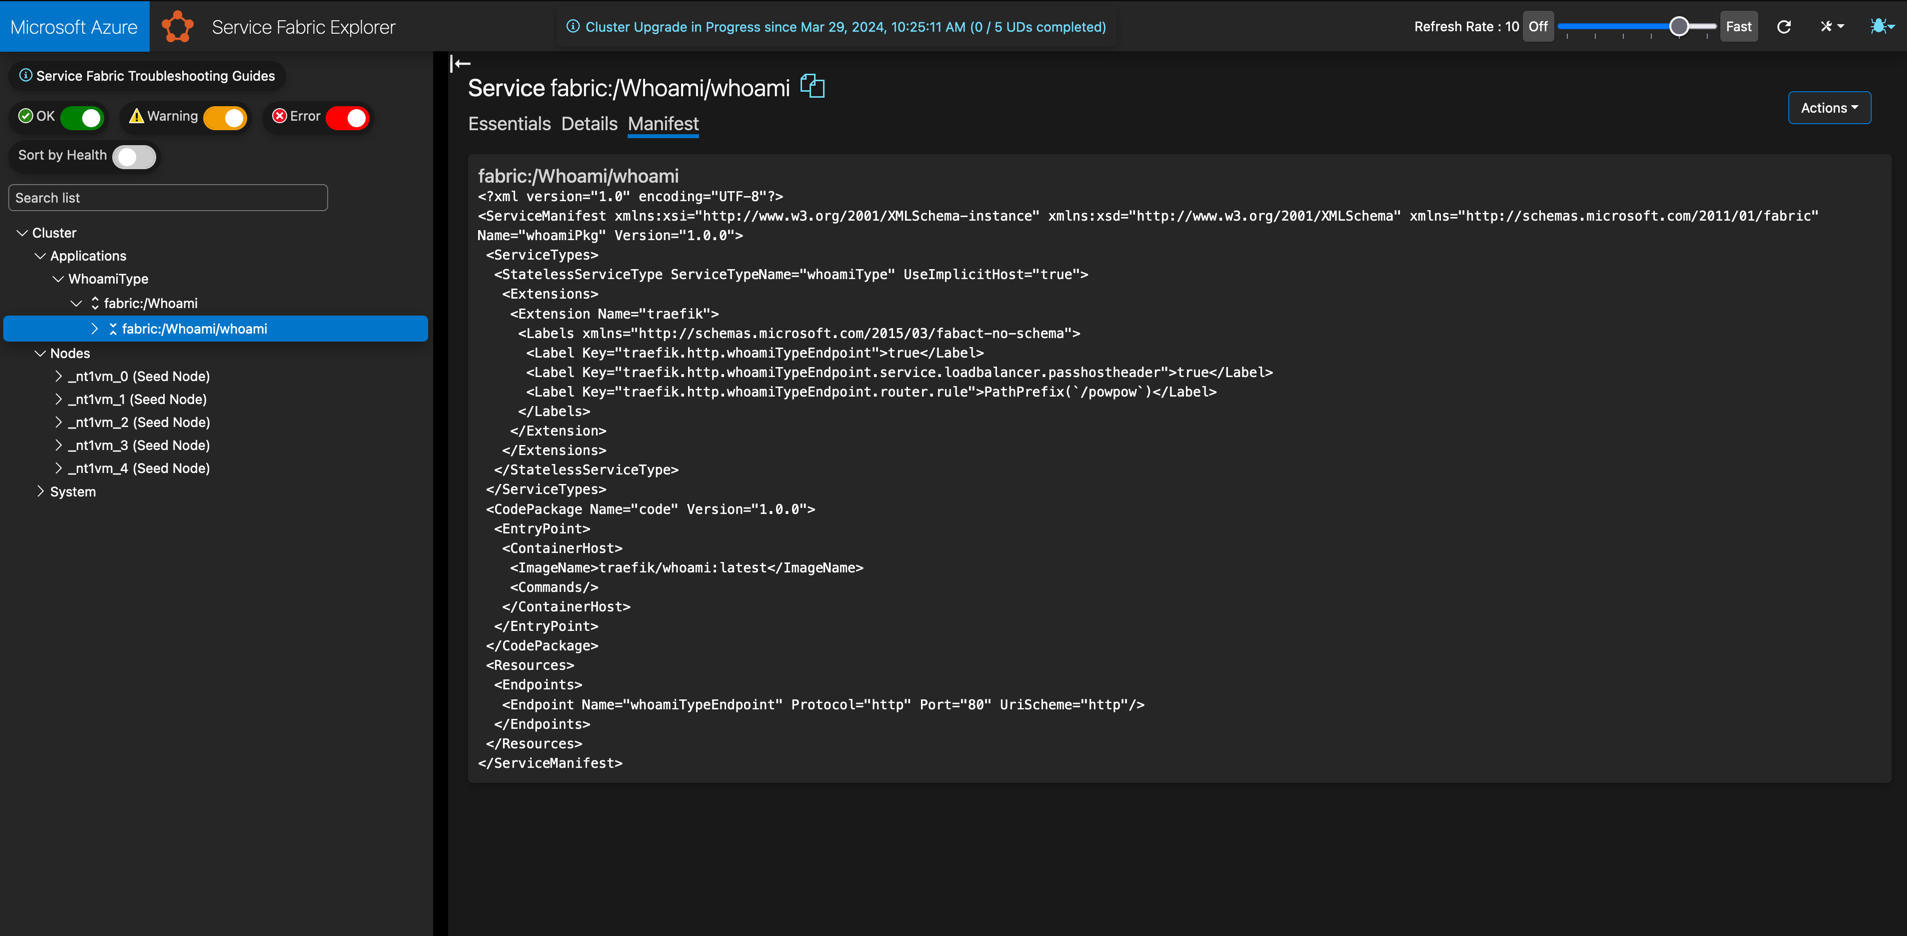 Microsoft Azure
Service Fabric Explorer
Cluster Upgrade in Progress since Mar 29, 2024, 10:25:11 AM (0 / 5 UDs completed)
Refresh Rate : 10 Off Fast
Service Fabric Troubleshooting Guides
OK Warning Error
Sort by Health
Search list
Cluster
Applications
WhoamiType
fabric:/Whoami
fabric:/Whoami/whoami
Nodes
_nt1vm_0 (Seed Node)
_nt1vm_1 (Seed Node)
_nt1vm_2 (Seed Node)
_nt1vm_3 (Seed Node)
_nt1vm_4 (Seed Node)
System
Service fabric:/Whoami/whoami
Actions
Essentials Details Manifest
fabric:/Whoami/whoami
<?xml version="1.0" encoding="UTF-8"?>
<ServiceManifest xmlns:xsi="http://www.w3.org/2001/XMLSchema-instance" xmlns:xsd="http://www.w3.org/2001/XMLSchema" xmlns="http://schemas.microsoft.com/2011/01/fabric"
Name="whoamiPkg" Version="1.0.0">
<ServiceTypes>
<StatelessServiceType ServiceTypeName="whoamiType" UseImplicitHost="true">
<Extensions>
<Extension Name="traefik">
<Labels xmlns="http://schemas.microsoft.com/2015/03/fabact-no-schema">
<Label Key="traefik.http.whoamiTypeEndpoint">true</Label>
<Label Key="traefik.http.whoamiTypeEndpoint.service.loadbalancer.passhostheader">true</Label>
<Label Key="traefik.http.whoamiTypeEndpoint.router.rule">PathPrefix(`/powpow`)</Label>
</Labels>
</Extension>
</Extensions>
</StatelessServiceType>
</ServiceTypes>
<CodePackage Name="code" Version="1.0.0">
<EntryPoint>
<ContainerHost>
<ImageName>traefik/whoami:latest</ImageName>
<Commands/>
</ContainerHost>
</EntryPoint>
</CodePackage>
<Resources>
<Endpoints>
<Endpoint Name="whoamiTypeEndpoint" Protocol="http" Port="80" UriScheme="http"/>
</Endpoints>
</Resources>
</ServiceManifest>